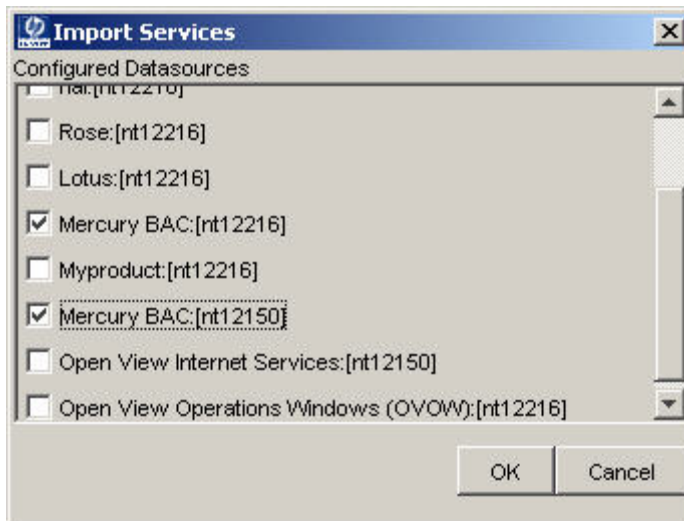 Import Services
Configured Datasources
Rose:[nt12216]
Lotus:[nt12216]
Mercury BAC:[nt12216]
Myproduct:[nt12216]
Mercury BAC:[nt12150]
Open View Internet Services:[nt12150]
Open View Operations Windows (OVOW):[nt12216]
OK Cancel